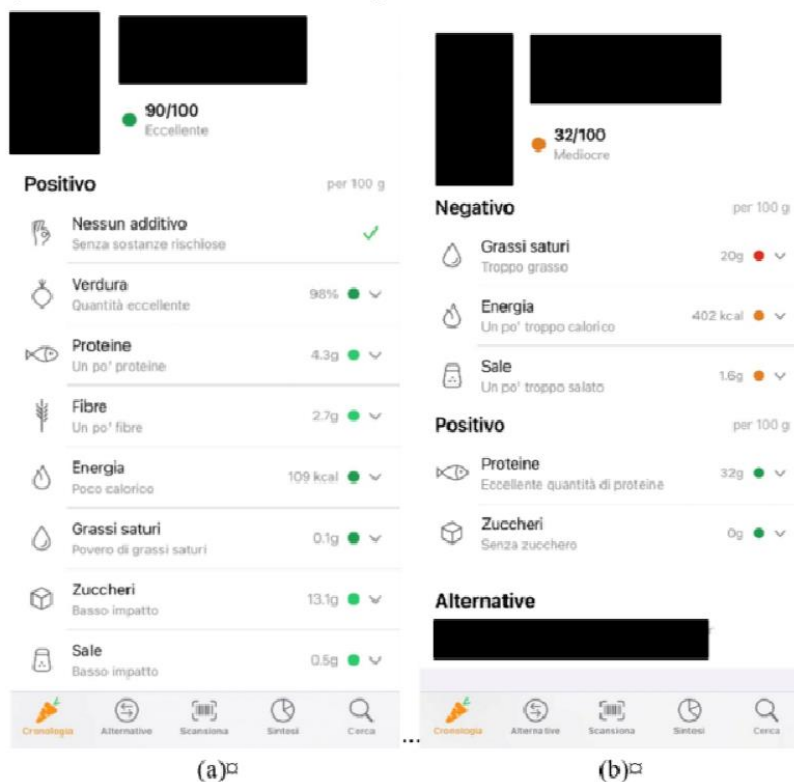 90/100
Eccellente
Positivo per 100 g
Nessun additivo
Senza sostanze rischiose
Verdura
Quantità eccellente
98%
Proteine
Un po' proteine
4.3g
Fibre
Un po' fibre
2.7g
Energia
Poco calorico
109 kcal
Grassi saturi
Povero di grassi saturi
0.1g
Zuccheri
Basso impatto
13.1g
Sale
Basso impatto
0.5g
Cronologia Alternative Scansiona Sintesi Cerca
(a)¤
32/100
Mediocre
Negativo per 100 g
Grassi saturi
Troppo grasso
20g
Energia
Un po' troppo calorico
402 kcal
Sale
Un po' troppo salato
1.6g
Positivo per 100 g
Proteine
Eccellente quantità di proteine
32g
Zuccheri
Senza zucchero
0g
Alternative
...
Cronologia Alternative Scansiona Sintesi Cerca
(b)¤